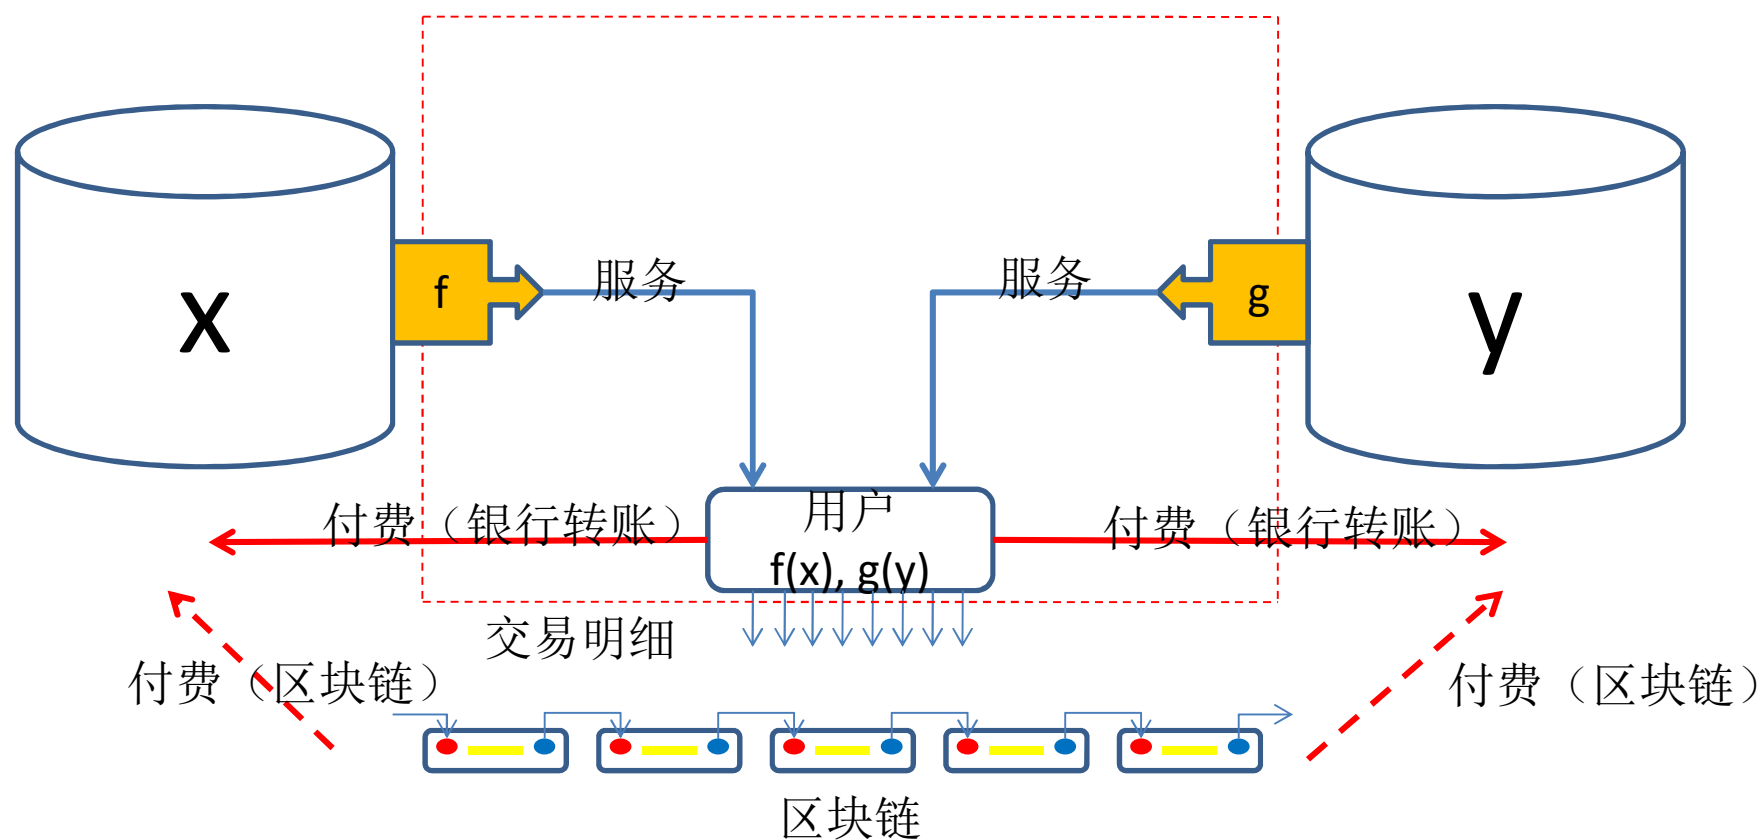 x
f
服务
服务
g
y
付费（银行转账）
用户
f(x), g(y)
付费（银行转账）
交易明细
付费（区块链）
付费（区块链）
区块链